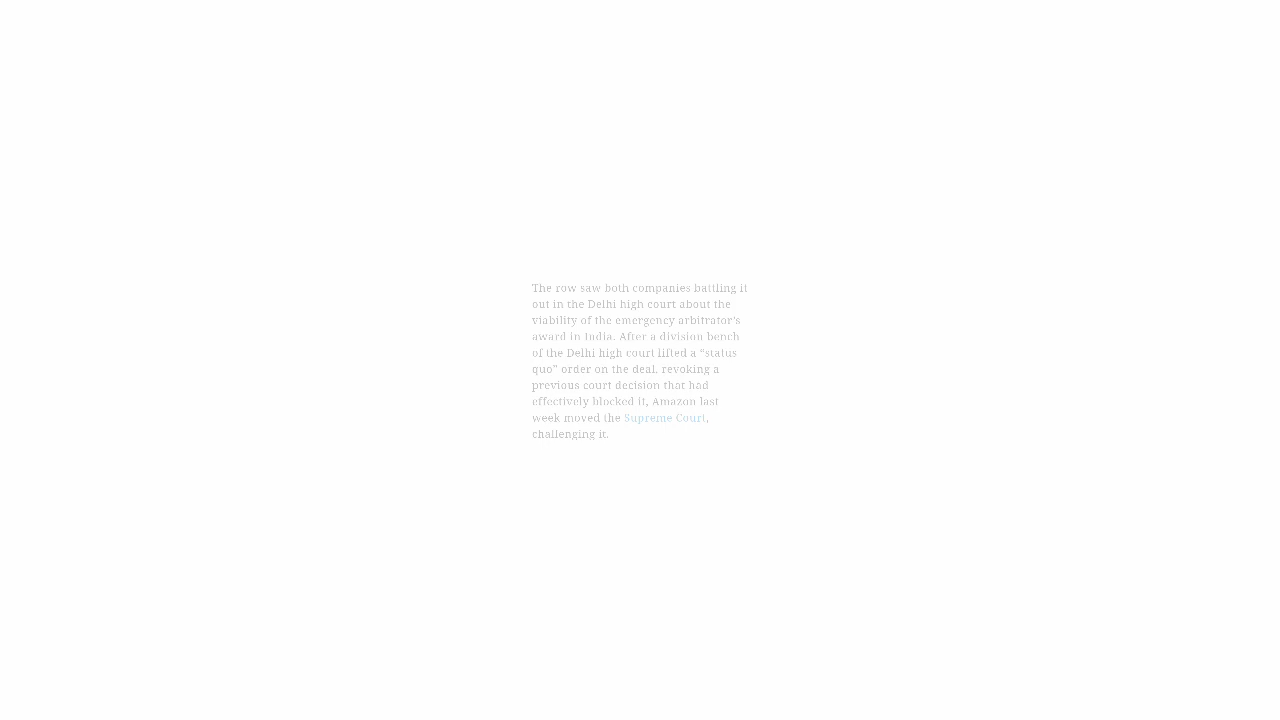 The row saw both companies battling it
out in the Delhi high court about the
viability of the emergency arbitrator's
award in India. After a division bench
of the Delhi high court lifted a “status
quo” order on the deal, revoking a
previous court decision that had
effectively blocked it, Amazon last
week moved the Supreme Court,
challenging it.